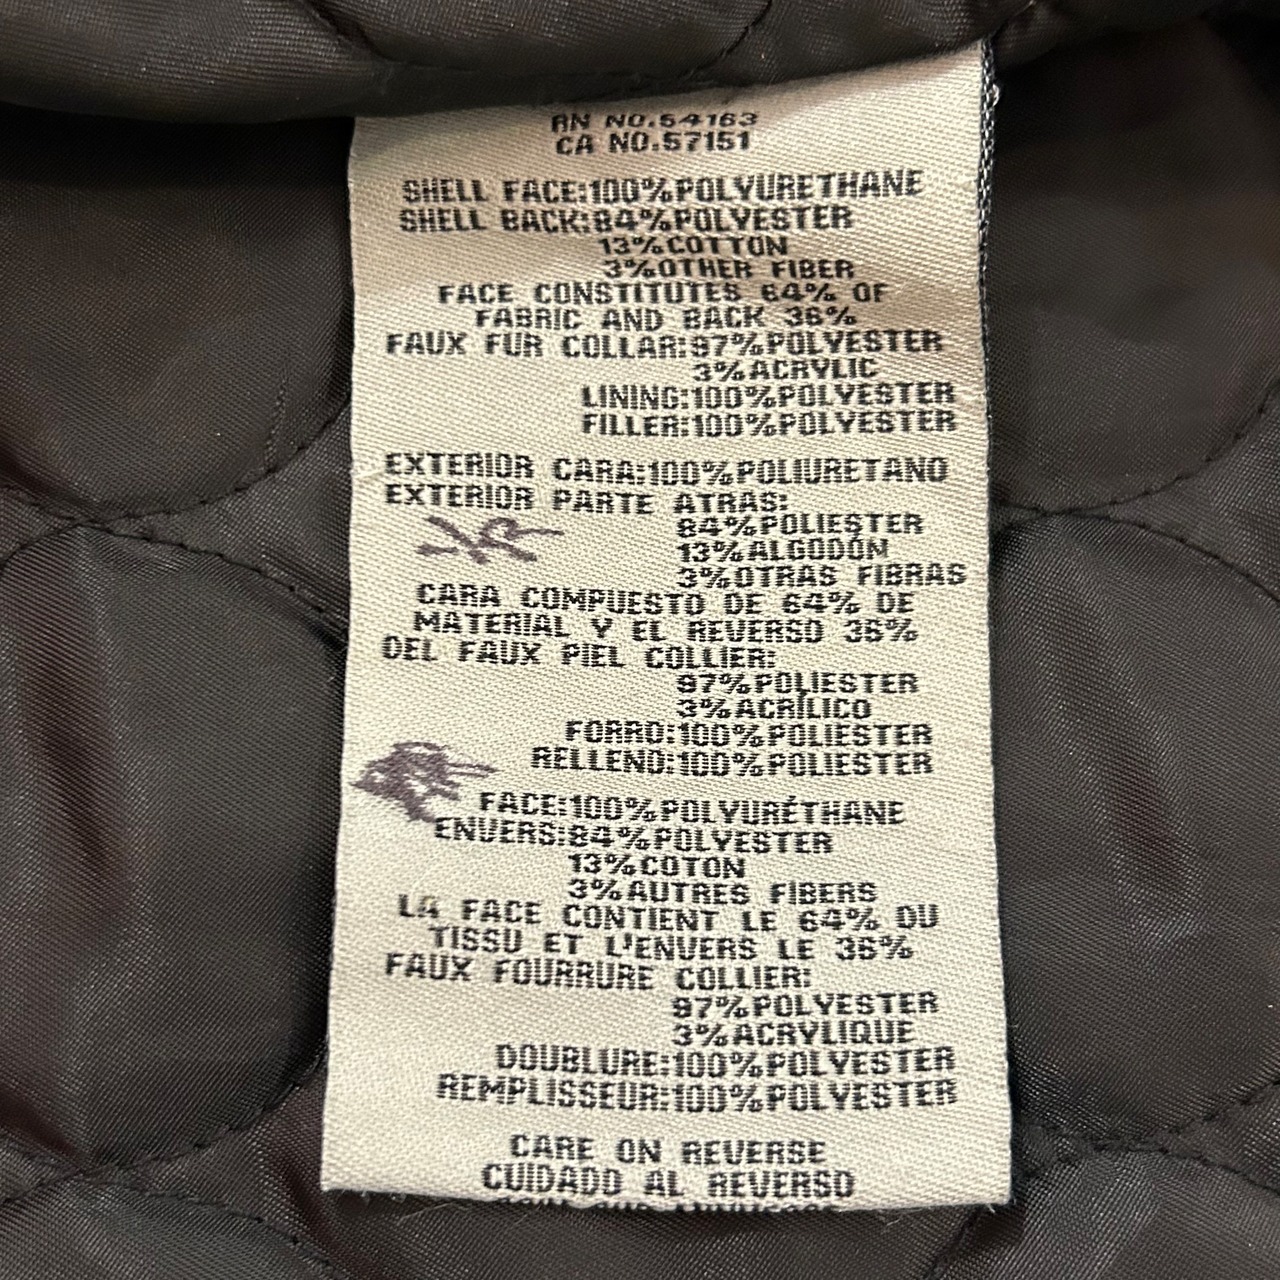 RN NO.54163
CA NO.57151
SHELL FACE:100%POLYURETHANE
SHELL BACK:84%POLYESTER
13%COTTON
3%OTHER FIBER
FACE CONSTITUTES 64% OF
FABRIC AND BACK 36%
FAUX FUR COLLAR:97%POLYESTER
3%ACRYLIC
LINING:100%POLYESTER
FILLER:100%POLYESTER
EXTERIOR CARA:100%POLIURETANO
EXTERIOR PARTE ATRAS:
84%POLIESTER
13%ALGODÓN
3%OTRAS FIBRAS
CARA COMPUESTO DE 64% DE
MATERIAL Y EL REVERSO 36%
DEL FAUX PIEL COLLIER:
97%POLIESTER
3%ACRÍLICO
FORRO:100%POLIESTER
RELLENO:100%POLIESTER
FACE:100%POLYURÉTHANE
ENVERS:84%POLYESTER
13%COTON
3%AUTRES FIBERS
LA FACE CONTIENT LE 64% DU
TISSU ET L'ENVERS LE 36%
FAUX FOURRURE COLLIER:
97%POLYESTER
3%ACRYLIQUE
DOUBLURE:100%POLYESTER
REMPLISSEUR:100%POLYESTER
CARE ON REVERSE
CUIDADO AL REVERSO